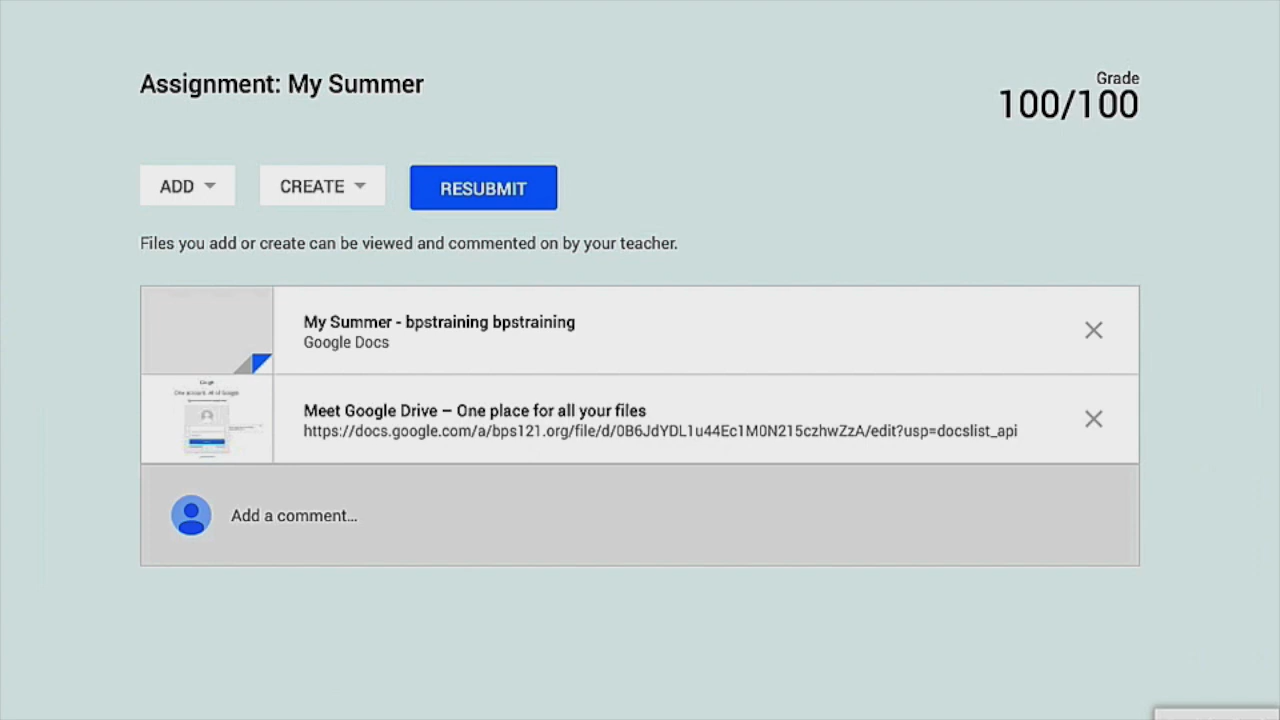 Assignment: My Summer
Grade
100/100
ADD
CREATE
RESUBMIT
Files you add or create can be viewed and commented on by your teacher.
My Summer - bpstraining bpstraining
Google Docs
Meet Google Drive – One place for all your files
https://docs.google.com/a/bps121.org/file/d/0B6JdYDL1u44Ec1M0N215czhwZzA/edit?usp=docslist_api
Add a comment...